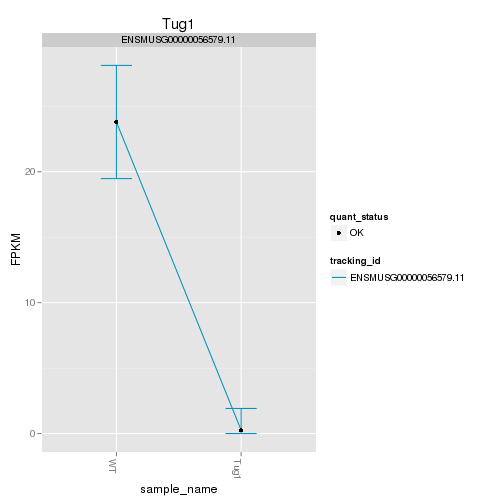 Tug1
ENSMUSG00000056579.11
20
10
0
FPKM
WT
Tug1
sample_name
quant_status
OK
tracking_id
ENSMUSG00000056579.11